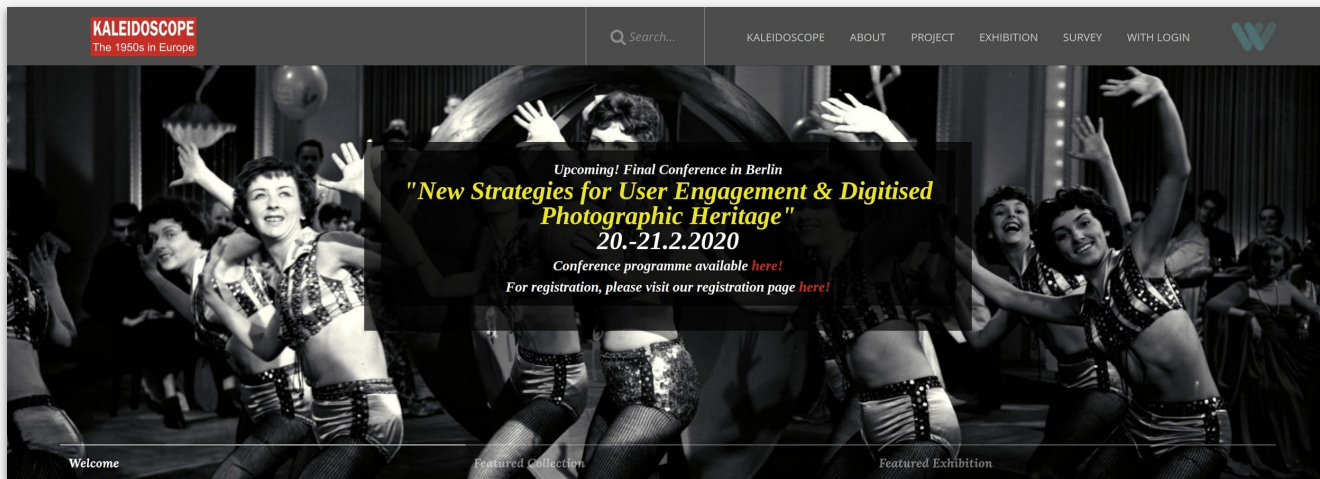 KALEIDOSCOPE
The 1950s in Europe
Search...
KALEIDOSCOPE ABOUT PROJECT EXHIBITION SURVEY WITH LOGIN
Upcoming! Final Conference in Berlin
"New Strategies for User Engagement & Digitised
Photographic Heritage"
20.-21.2.2020
Conference programme available here!
For registration, please visit our registration page here!
Welcome Featured Collection Featured Exhibition